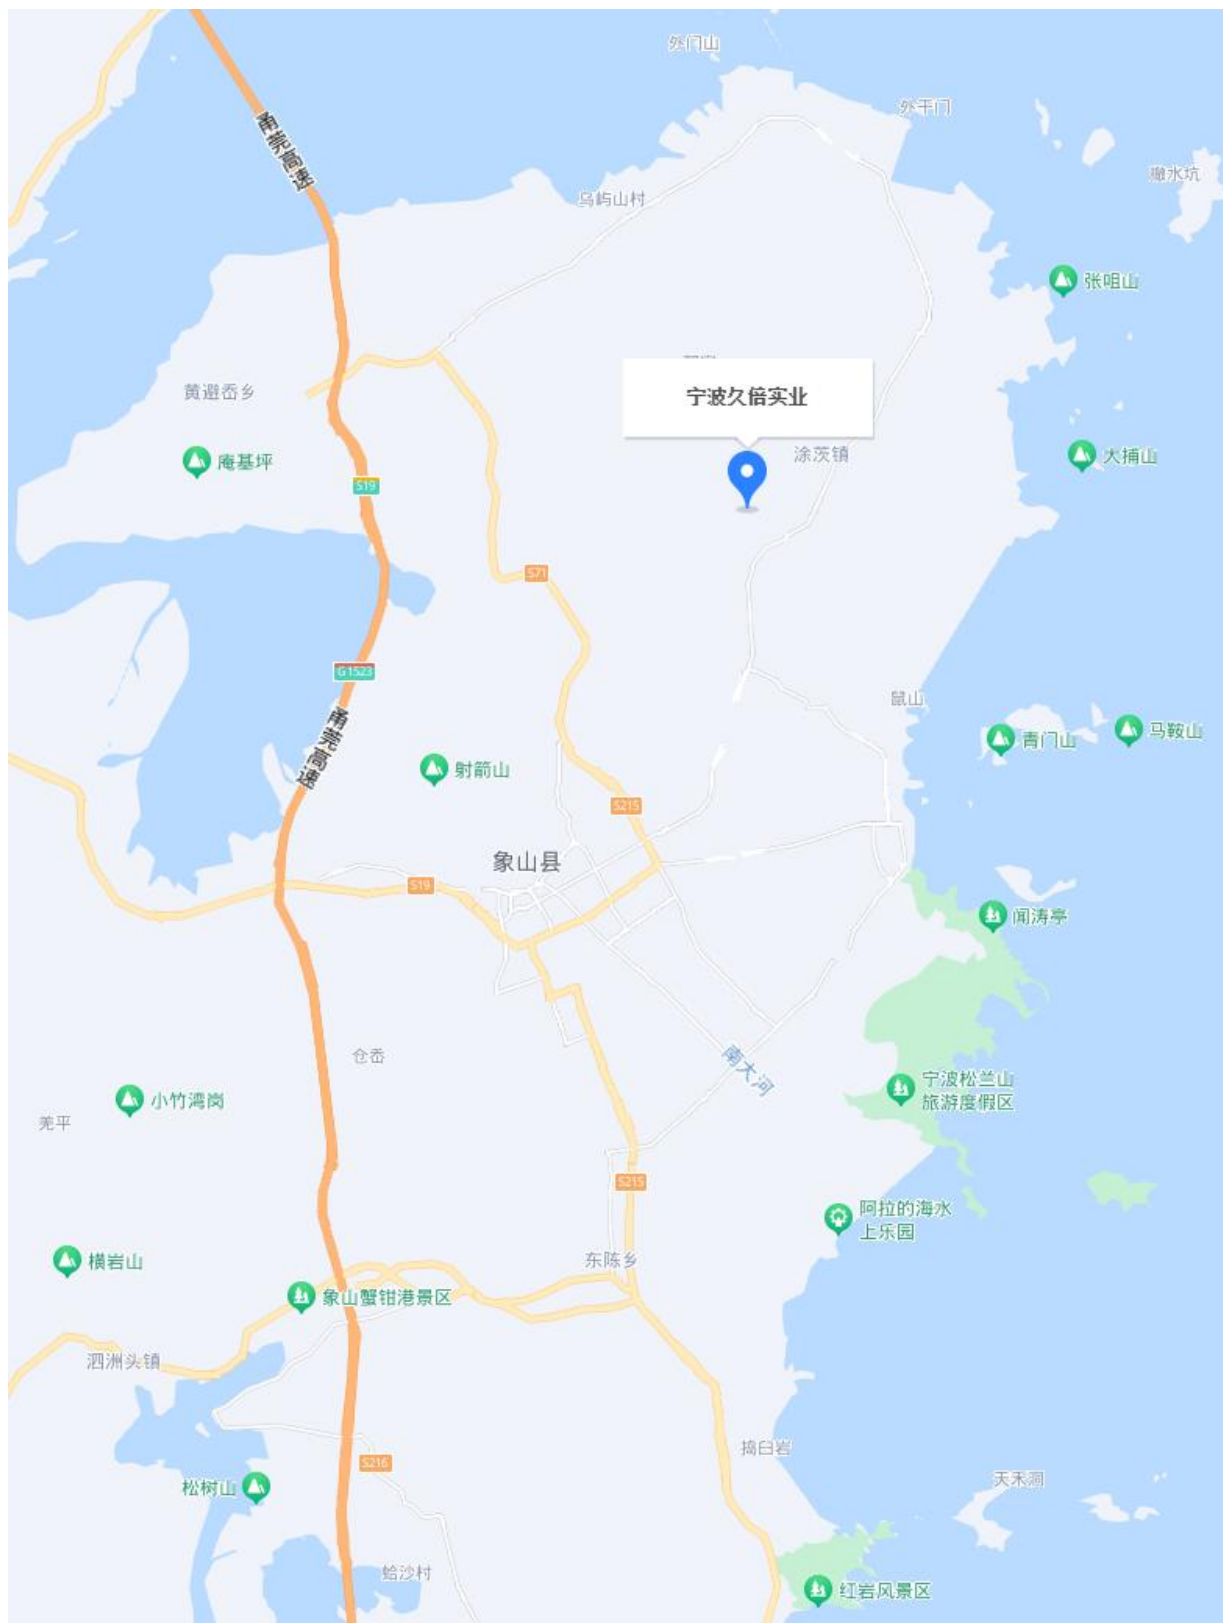 外门山
外干门
甬莞高速
撇水坑
乌屿山村
张咀山
宁波久倍实业
黄避岙乡
涂茨镇
大捕山
庵基坪
S19
S71
G1523
鼠山
甬莞高速
青门山
马鞍山
射箭山
S215
象山县
S19
闻涛亭
仓岙
南大河
宁波松兰山
旅游度假区
小竹湾岗
羌平
S215
阿拉的海水
上乐园
东陈乡
横岩山
象山蟹钳港景区
泗洲头镇
捣臼岩
S216
天禾洞
松树山
蛤沙村
红岩风景区